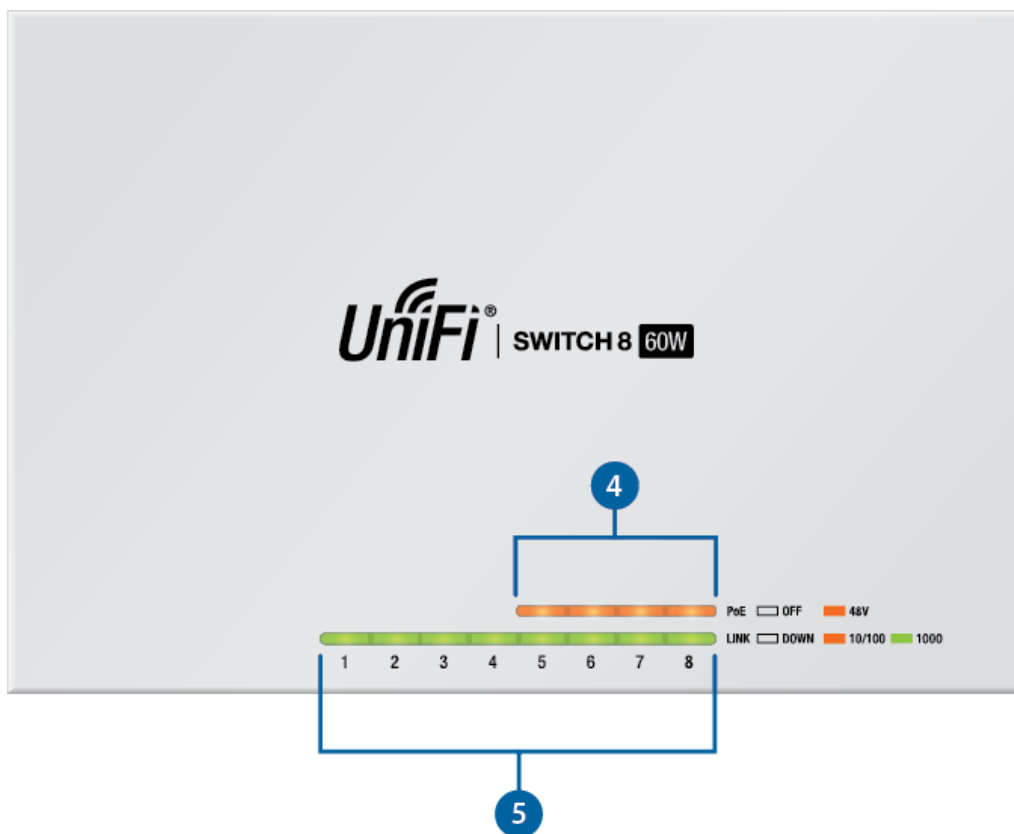 UniFi® | SWITCH 8 60W
4
PoE OFF 48V
LINK DOWN 10/100 1000
1 2 3 4 5 6 7 8
5